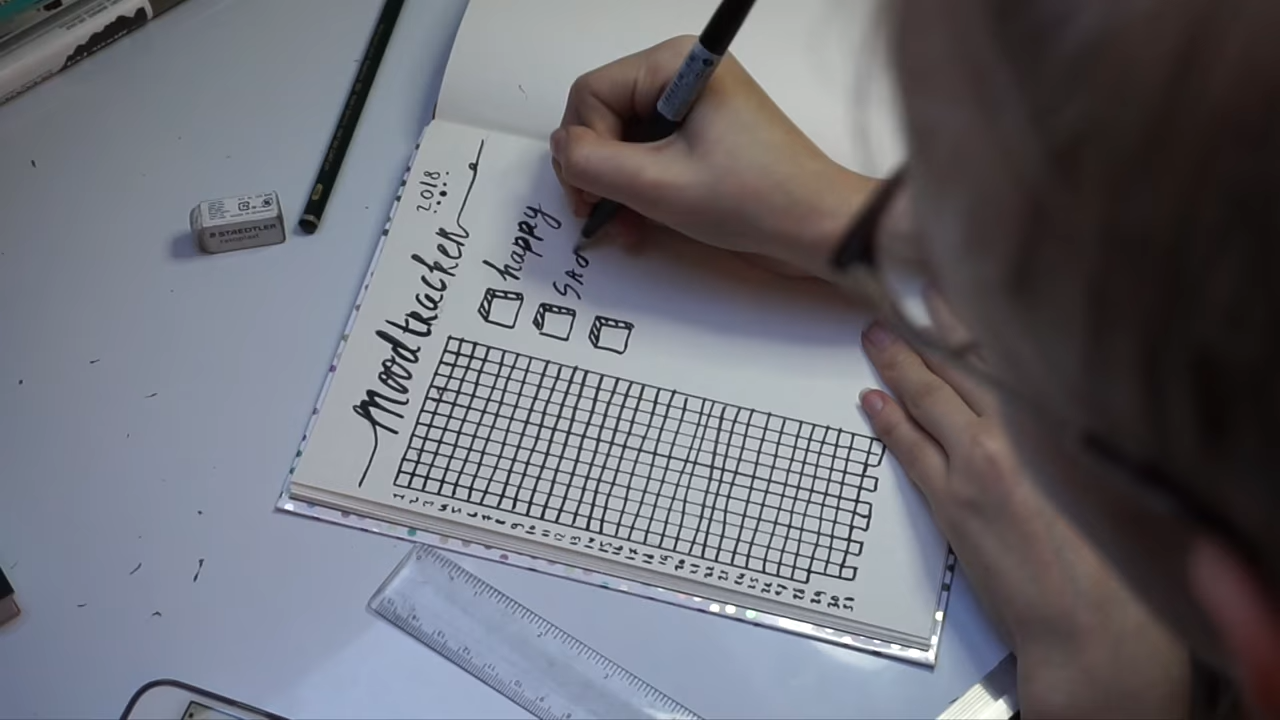 2018
Moodtracker
happy
SAd
1 2 3 4 5 6 7 8 9 10 11 12 13 14 15 16 17 18 19 20 21 22 23 24 25 26 27 28 29 30 31
STAEDTLER
rasoplast